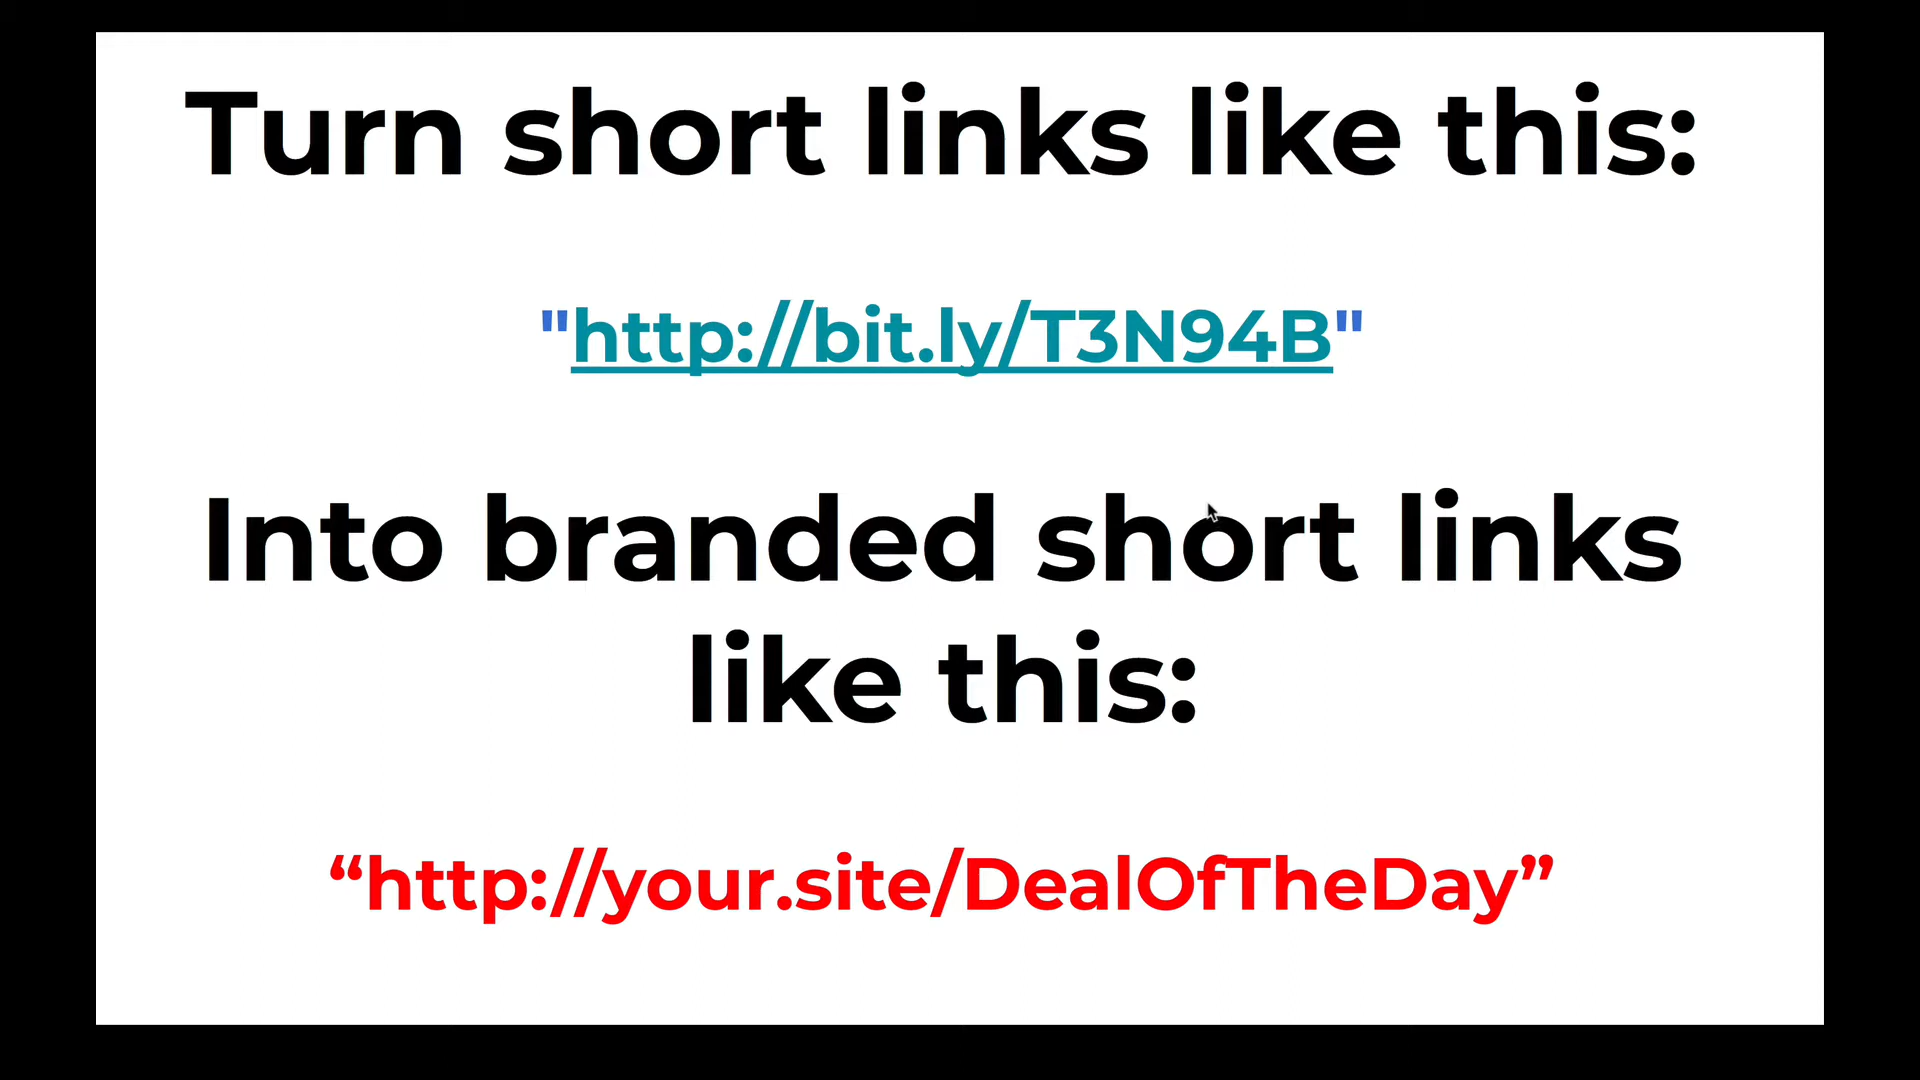 Turn short links like this:
"http://bit.ly/T3N94B"
Into branded short links
like this:
“http://your.site/DealOfTheDay”